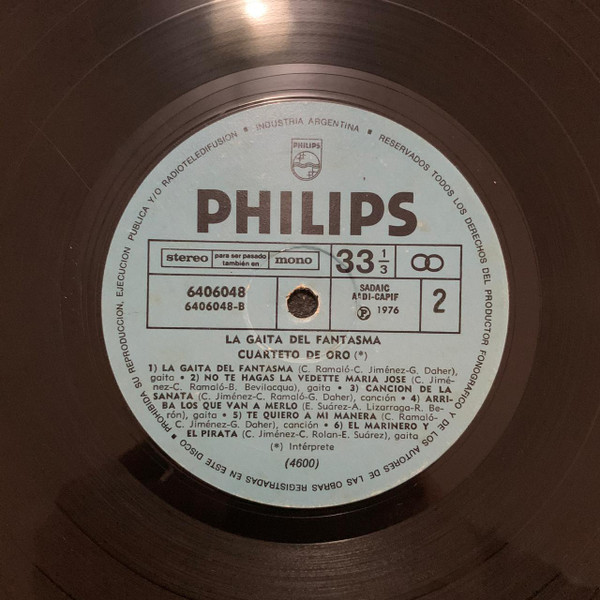 • INDUSTRIA ARGENTINA •
RESERVADOS TODOS LOS DERECHOS DEL PRODUCTOR FONOGRAFICO Y DE LOS AUTORES DE LAS OBRAS REGISTRADAS EN ESTE DISCO • PROHIBIDA SU REPRODUCCION, EJECUCION PUBLICA Y/O RADIOTELEDIFUSION
PHILIPS
PHILIPS
stereo para ser pasado también en mono
33 1/3
6406048
6406048-B
SADAIC
AADI-CAPIF
Ⓟ 1976
2
LA GAITA DEL FANTASMA
CUARTETO DE ORO (*)
1) LA GAITA DEL FANTASMA (C. Ramaló-C. Jiménez-G. Daher),
gaita • 2) NO TE HAGAS LA VEDETTE MARIA JOSE (C. Jimé-
nez-C. Ramaló-B. Bevilacqua), gaita • 3) CANCION DE LA
SANATA (C. Jiménez-C. Ramaló-G. Daher), canción • 4) ARRI-
BA LOS QUE VAN A MERLO (E. Suárez-A. Lizarraga-R. Be-
rón), gaita • 5) TE QUIERO A MI MANERA (C. Ramaló-
C. Jiménez-G. Daher), canción • 6) EL MARINERO Y
EL PIRATA (C. Jiménez-C. Rolan-E. Suárez), gaita
(*) Intérprete
(4600)